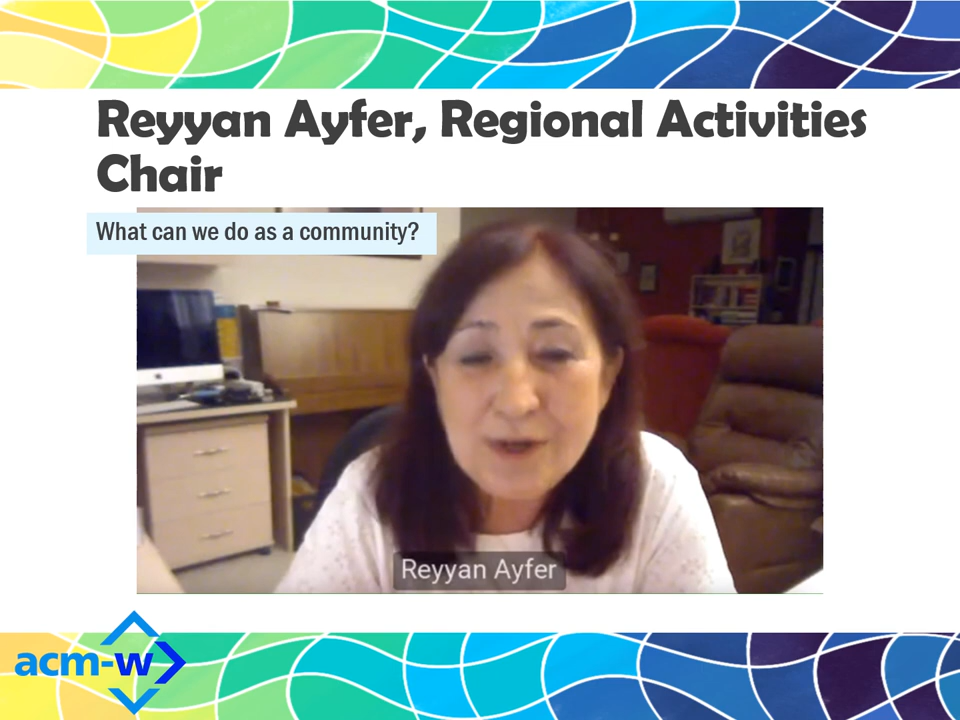 Reyyan Ayfer, Regional Activities
Chair
What can we do as a community?
Reyyan Ayfer
acm-w